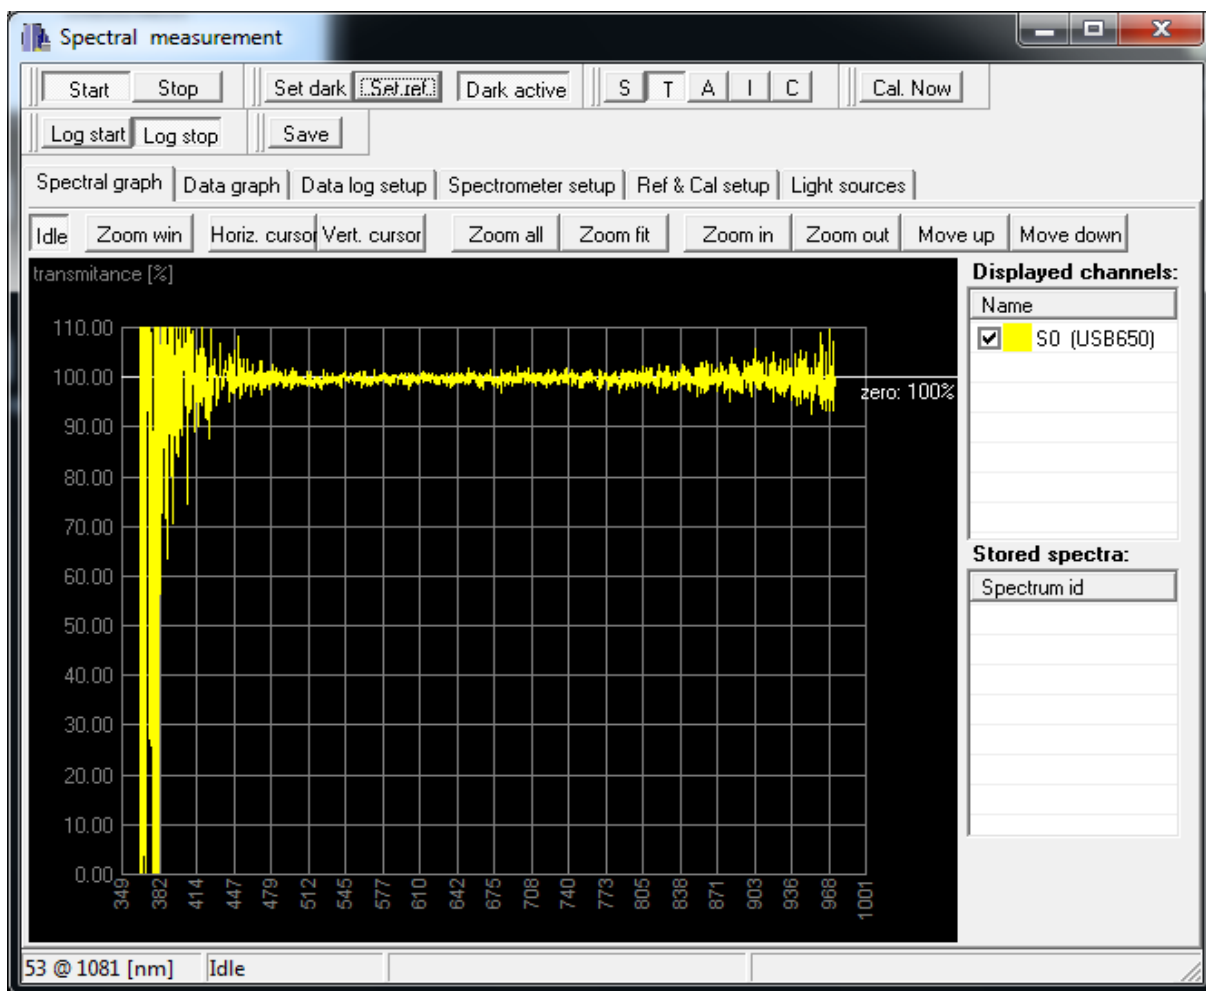 Spectral measurement
Start Stop Set dark Set ref. Dark active S T A I C Cal. Now
Log start Log stop Save
Spectral graph Data graph Data log setup Spectrometer setup Ref & Cal setup Light sources
Idle Zoom win Horiz. cursor Vert. cursor Zoom all Zoom fit Zoom in Zoom out Move up Move down
transmitance [%]
110.00
100.00
90.00
80.00
70.00
60.00
50.00
40.00
30.00
20.00
10.00
0.00
zero: 100%
349 382 414 447 479 512 545 577 610 642 675 708 740 773 805 838 871 903 936 968 1001
Displayed channels:
Name
S0 (USB650)
Stored spectra:
Spectrum id
53 @ 1081 [nm] Idle